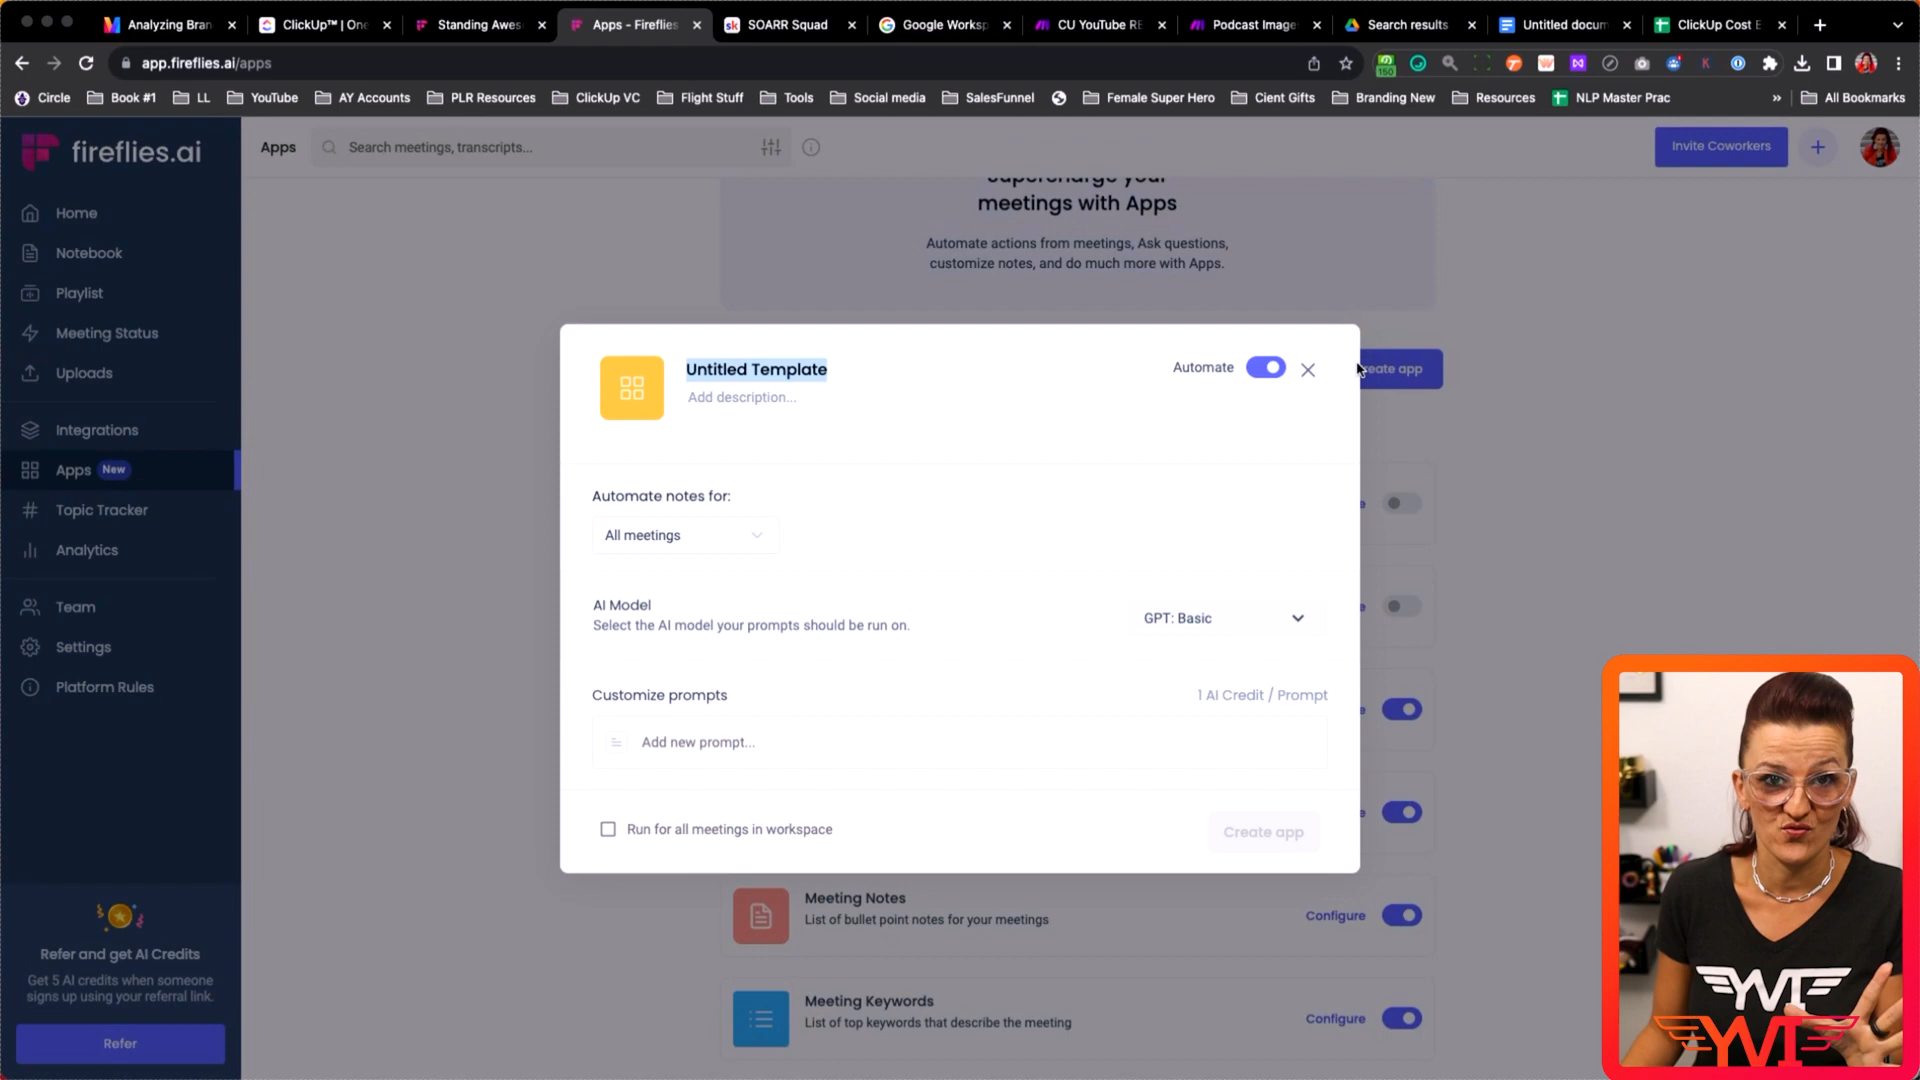 Analyzing Bran
ClickUp™ | One
Standing Awes
Apps - Fireflies
SOARR Squad
Google Worksp
CU YouTube RE
Podcast Image
Search results
Untitled docum
ClickUp Cost E
app.fireflies.ai/apps
150
Circle
Book #1
LL
YouTube
AY Accounts
PLR Resources
ClickUp VC
Flight Stuff
Tools
Social media
SalesFunnel
Female Super Hero
Cient Gifts
Branding New
Resources
NLP Master Prac
»
All Bookmarks
fireflies.ai
Apps
Search meetings, transcripts...
Invite Coworkers
Home
Notebook
Playlist
Meeting Status
Uploads
Integrations
Apps New
Topic Tracker
Analytics
Team
Settings
Platform Rules
Refer and get AI Credits
Get 5 AI credits when someone
signs up using your referral link.
Refer
Supercharge your
meetings with Apps
Automate actions from meetings, Ask questions,
customize notes, and do much more with Apps.
app
Untitled Template
Automate
Add description...
Automate notes for:
All meetings
AI Model
Select the AI model your prompts should be run on.
GPT: Basic
Customize prompts
1 AI Credit / Prompt
Add new prompt...
Run for all meetings in workspace
Create app
Meeting Notes
List of bullet point notes for your meetings
Configure
Meeting Keywords
List of top keywords that describe the meeting
Configure
YVI
YVI